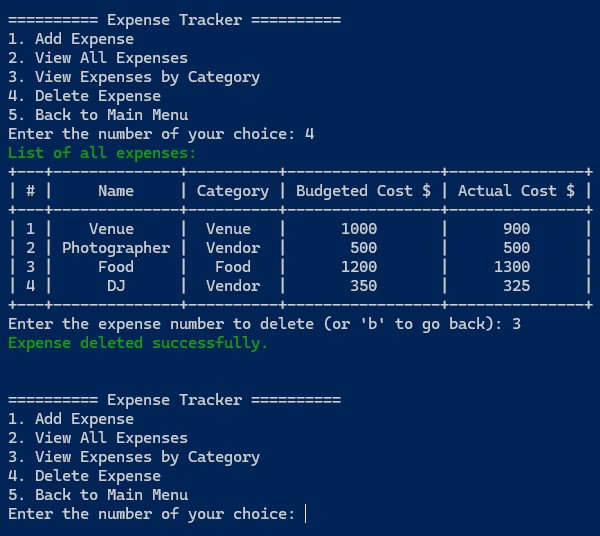 ========== Expense Tracker ==========
1. Add Expense
2. View All Expenses
3. View Expenses by Category
4. Delete Expense
5. Back to Main Menu
Enter the number of your choice: 4
List of all expenses:
+---+--------------+----------+-----------------+---------------+
| # |     Name     | Category | Budgeted Cost $ | Actual Cost $ |
+---+--------------+----------+-----------------+---------------+
| 1 |    Venue     |  Venue   |      1000       |      900      |
| 2 | Photographer |  Vendor  |       500       |      500      |
| 3 |     Food     |   Food   |      1200       |     1300      |
| 4 |      DJ      |  Vendor  |       350       |      325      |
+---+--------------+----------+-----------------+---------------+
Enter the expense number to delete (or 'b' to go back): 3
Expense deleted successfully.
========== Expense Tracker ==========
1. Add Expense
2. View All Expenses
3. View Expenses by Category
4. Delete Expense
5. Back to Main Menu
Enter the number of your choice: